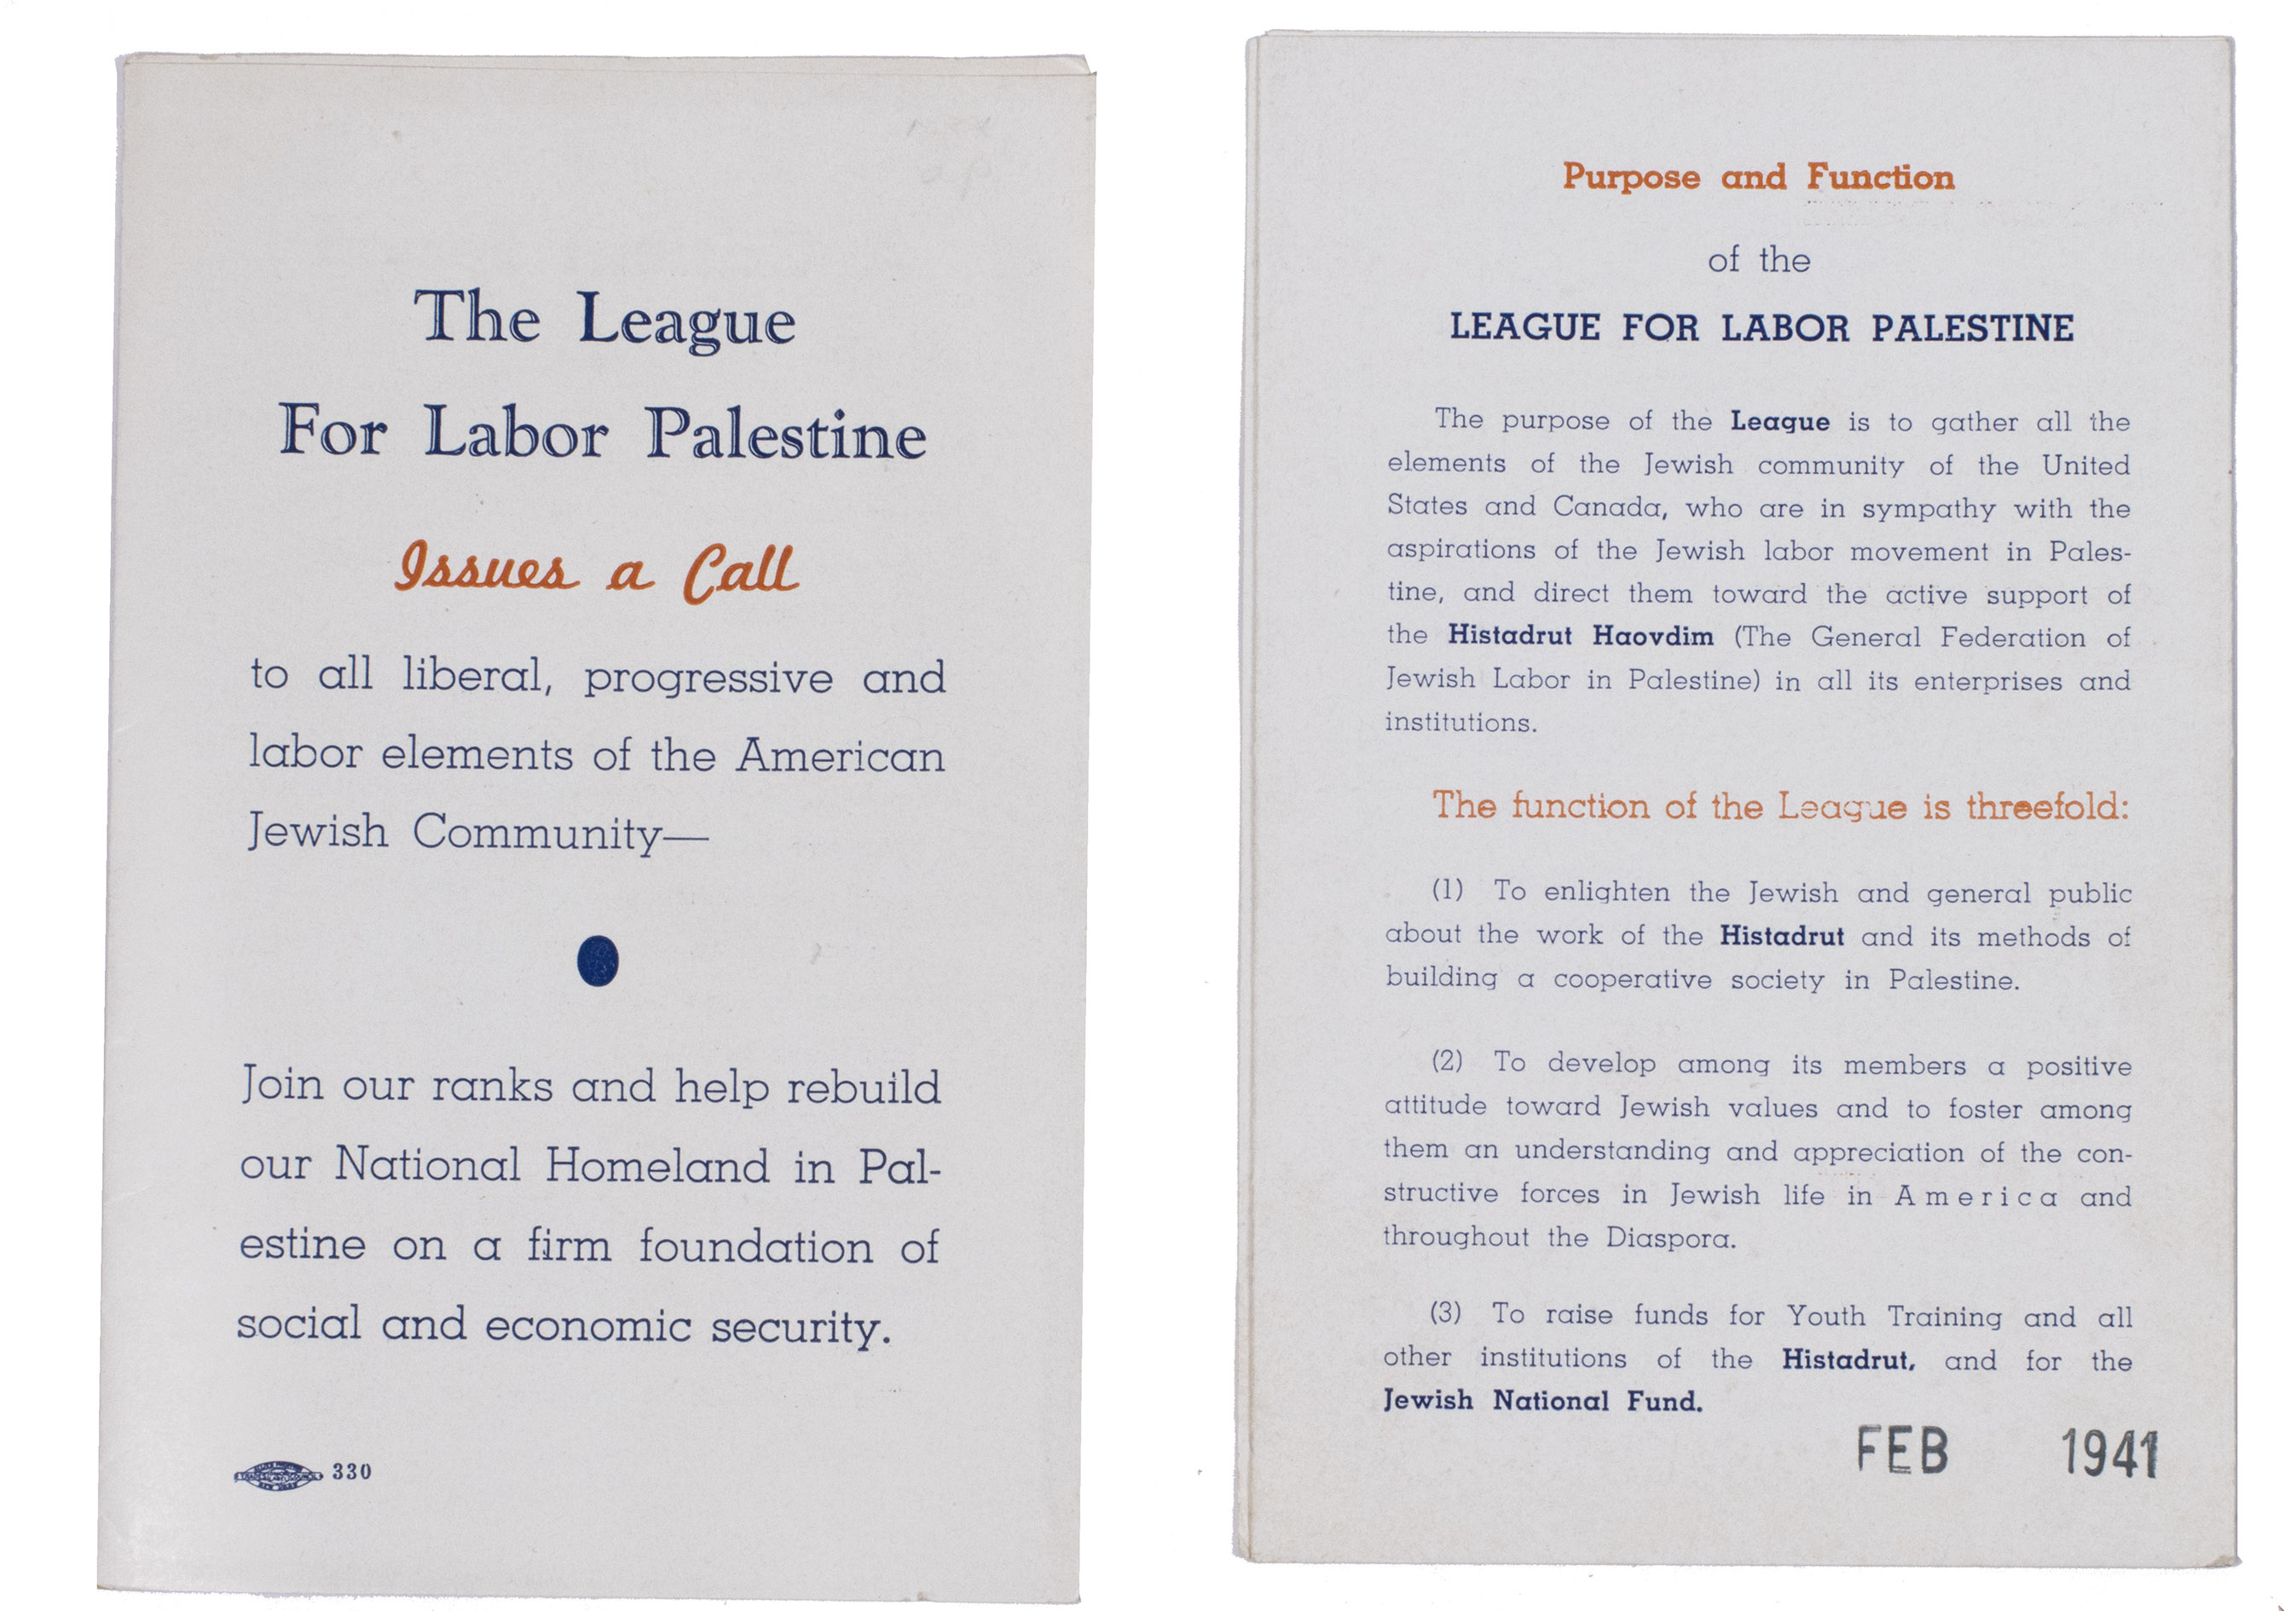 The League
For Labor Palestine
Issues a Call
to all liberal, progressive and
labor elements of the American
Jewish Community—
Join our ranks and help rebuild
our National Homeland in Pal-
estine on a firm foundation of
social and economic security.
330
Purpose and Function
of the
LEAGUE FOR LABOR PALESTINE
The purpose of the League is to gather all the
elements of the Jewish community of the United
States and Canada, who are in sympathy with the
aspirations of the Jewish labor movement in Pales-
tine, and direct them toward the active support of
the Histadrut Haovdim (The General Federation of
Jewish Labor in Palestine) in all its enterprises and
institutions.
The function of the League is threefold:
(1) To enlighten the Jewish and general public
about the work of the Histadrut and its methods of
building a cooperative society in Palestine.
(2) To develop among its members a positive
attitude toward Jewish values and to foster among
them an understanding and appreciation of the con-
structive forces in Jewish life in America and
throughout the Diaspora.
(3) To raise funds for Youth Training and all
other institutions of the Histadrut, and for the
Jewish National Fund.
FEB 1941